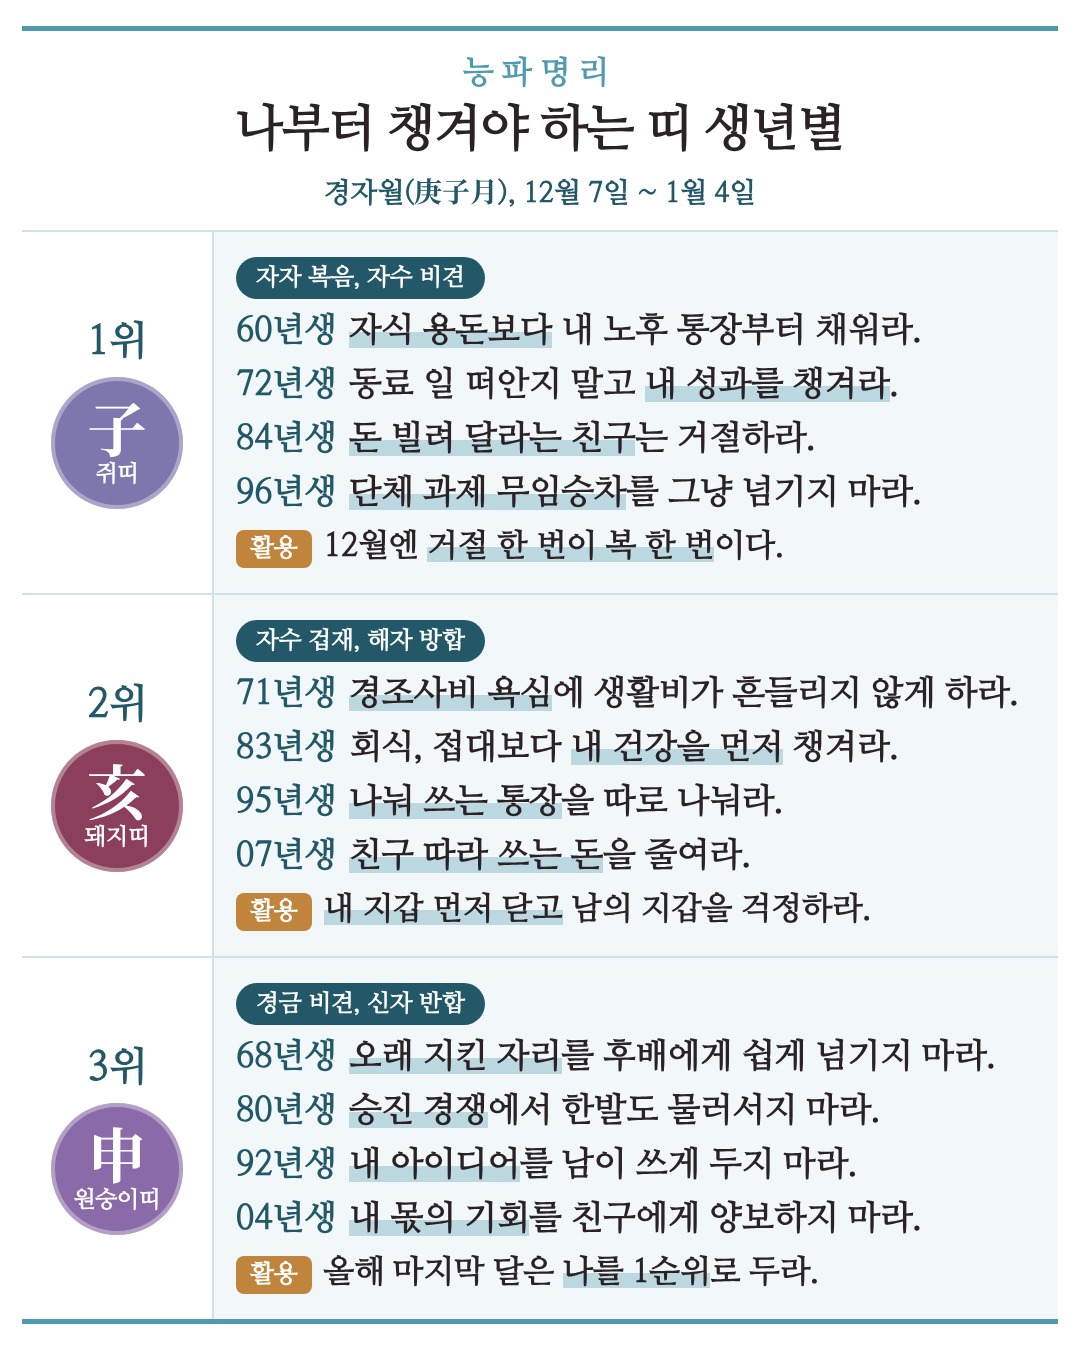 능파명리
나부터 챙겨야 하는 띠 생년별
경자월(庚子月), 12월 7일 ~ 1월 4일
1위
子
쥐띠
자자 복음, 자수 비견
60년생 자식 용돈보다 내 노후 통장부터 채워라.
72년생 동료 일 떠안지 말고 내 성과를 챙겨라.
84년생 돈 빌려 달라는 친구는 거절하라.
96년생 단체 과제 무임승차를 그냥 넘기지 마라.
활용 12월엔 거절 한 번이 복 한 번이다.
2위
亥
돼지띠
자수 겁재, 해자 방합
71년생 경조사비 욕심에 생활비가 흔들리지 않게 하라.
83년생 회식, 접대보다 내 건강을 먼저 챙겨라.
95년생 나눠 쓰는 통장을 따로 나눠라.
07년생 친구 따라 쓰는 돈을 줄여라.
활용 내 지갑 먼저 닫고 남의 지갑을 걱정하라.
3위
申
원숭이띠
경금 비견, 신자 반합
68년생 오래 지킨 자리를 후배에게 쉽게 넘기지 마라.
80년생 승진 경쟁에서 한발도 물러서지 마라.
92년생 내 아이디어를 남이 쓰게 두지 마라.
04년생 내 몫의 기회를 친구에게 양보하지 마라.
활용 올해 마지막 달은 나를 1순위로 두라.